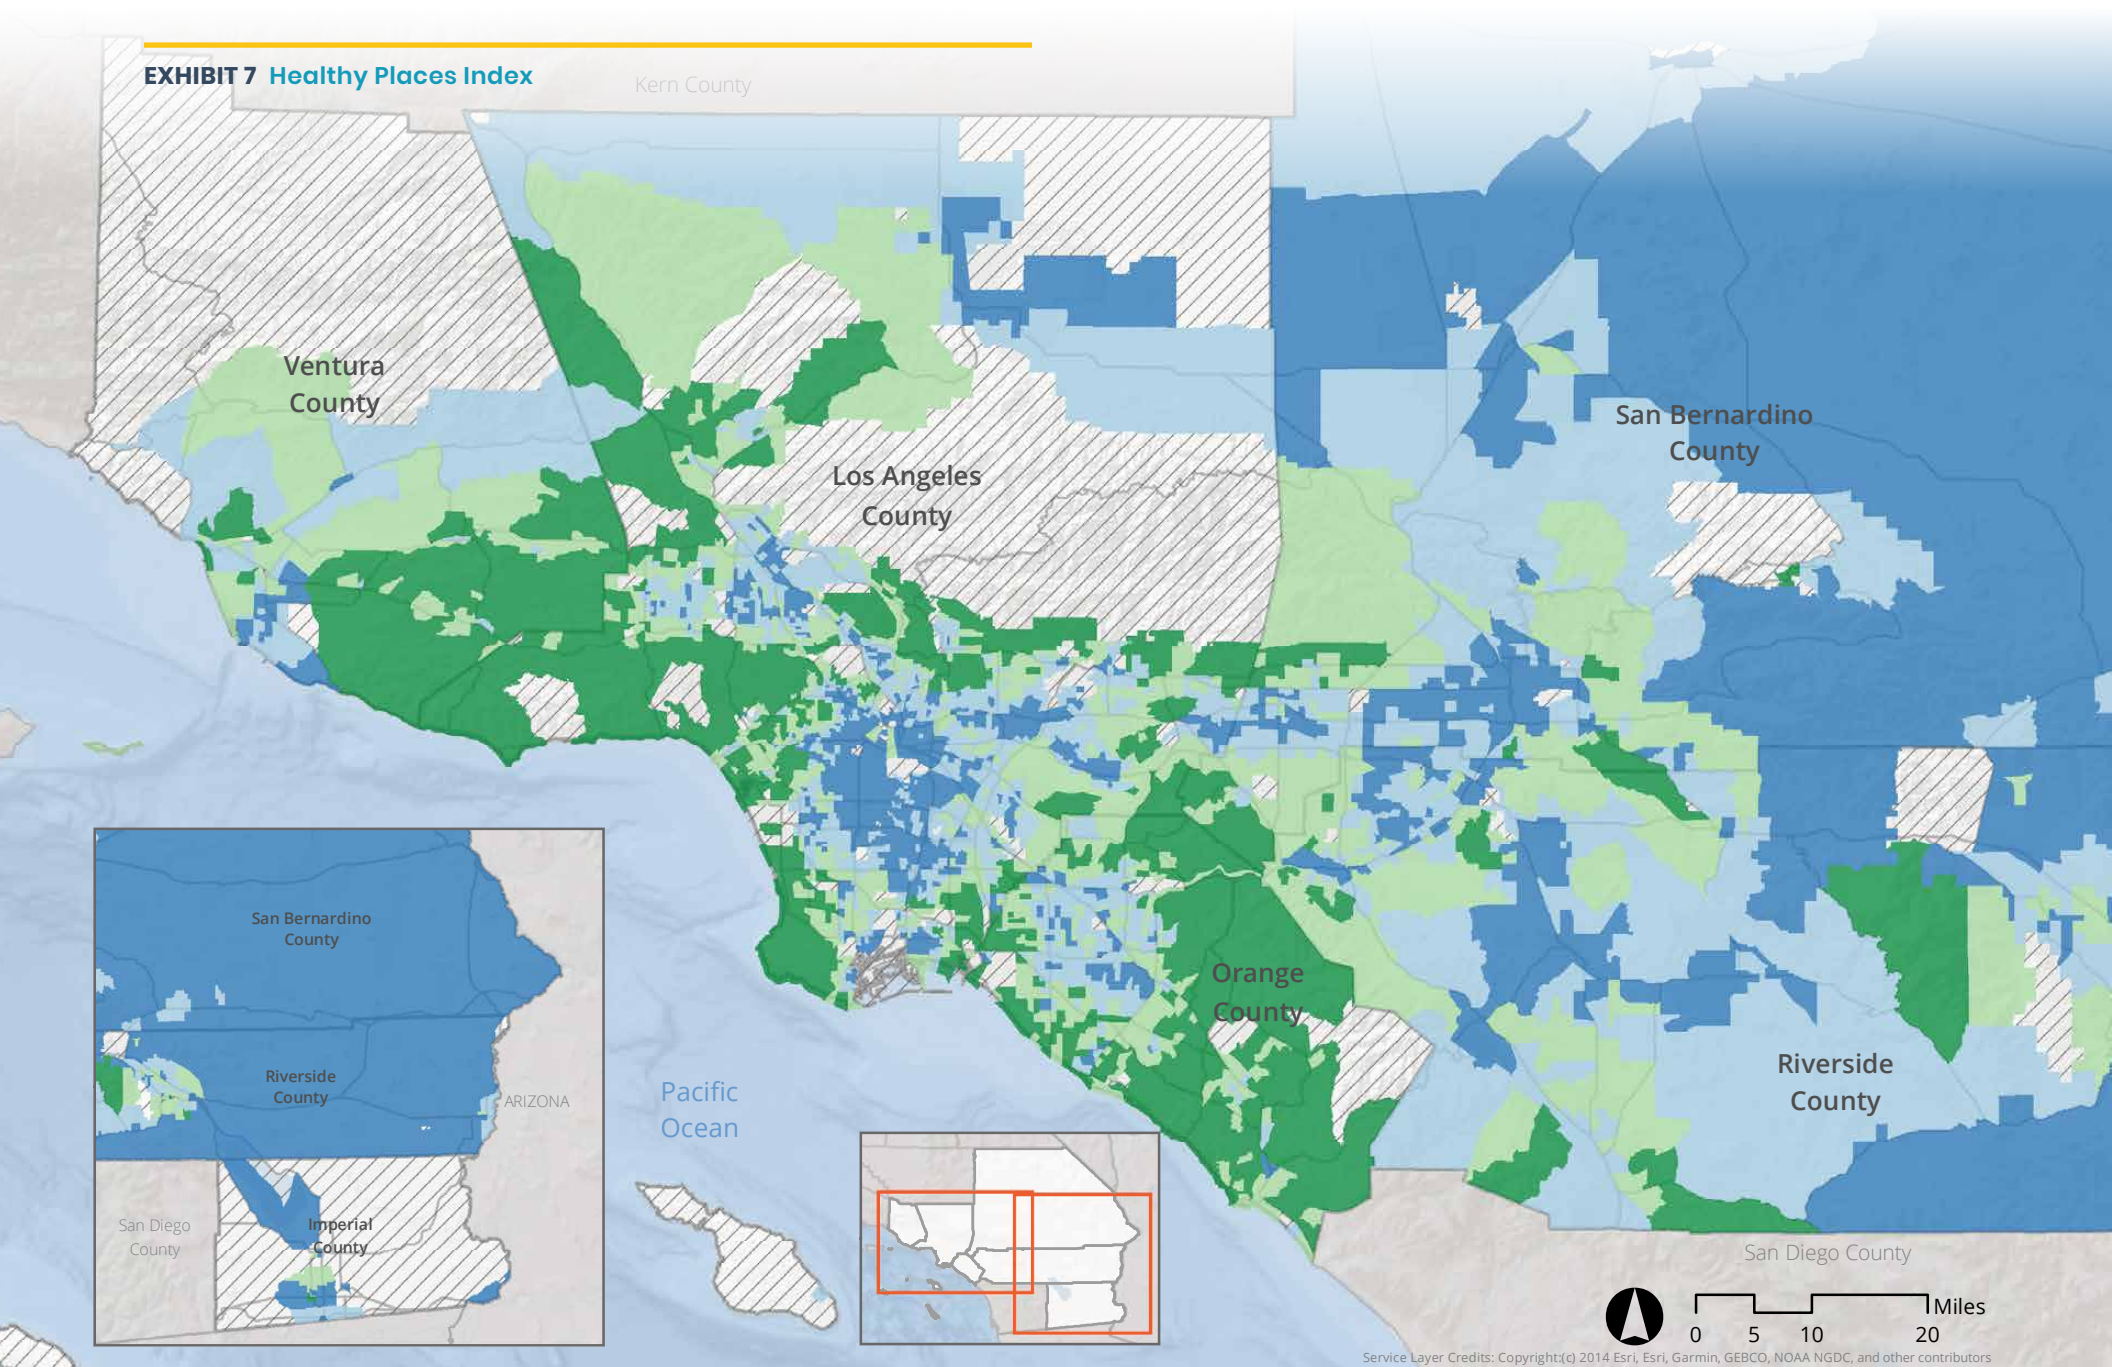 EXHIBIT 7 Healthy Places Index
Kern County
Ventura
County
Los Angeles
County
San Bernardino
County
Orange
County
Riverside
County
Pacific
Ocean
San Diego County
San Bernardino
County
Riverside
County
ARIZONA
San Diego
County
Imperial
County
Miles
0 5 10 20
Service Layer Credits: Copyright:(c) 2014 Esri, Esri, Garmin, GEBCO, NOAA NGDC, and other contributors